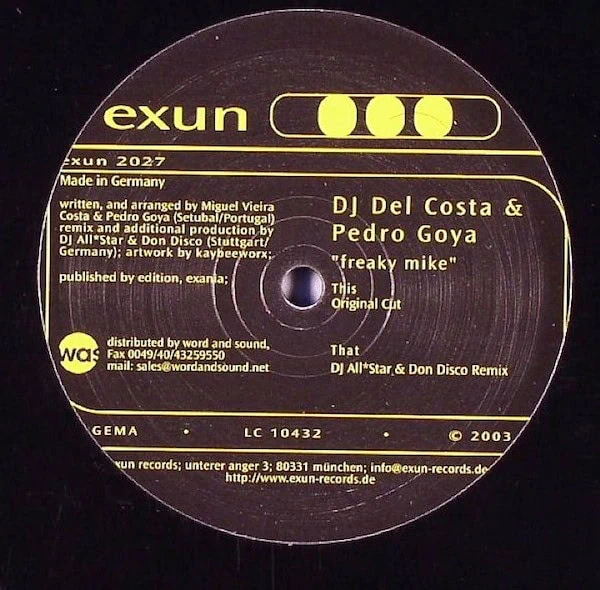 exun
exun 2027
Made in Germany
written, and arranged by Miguel Vieira
Costa & Pedro Goya (Setubal/Portugal)
remix and additional production by
DJ All*Star & Don Disco (Stuttgart/
Germany); artwork by kaybeeworx;
published by edition, exania;
DJ Del Costa &
Pedro Goya
"freaky mike"
This
Original Cut
That
DJ All*Star & Don Disco Remix
was
distributed by word and sound,
Fax 0049/40/43259550
mail: sales@wordandsound.net
GEMA • LC 10432 • © 2003
exun records; unterer anger 3; 80331 münchen; info@exun-records.de
http://www.exun-records.de